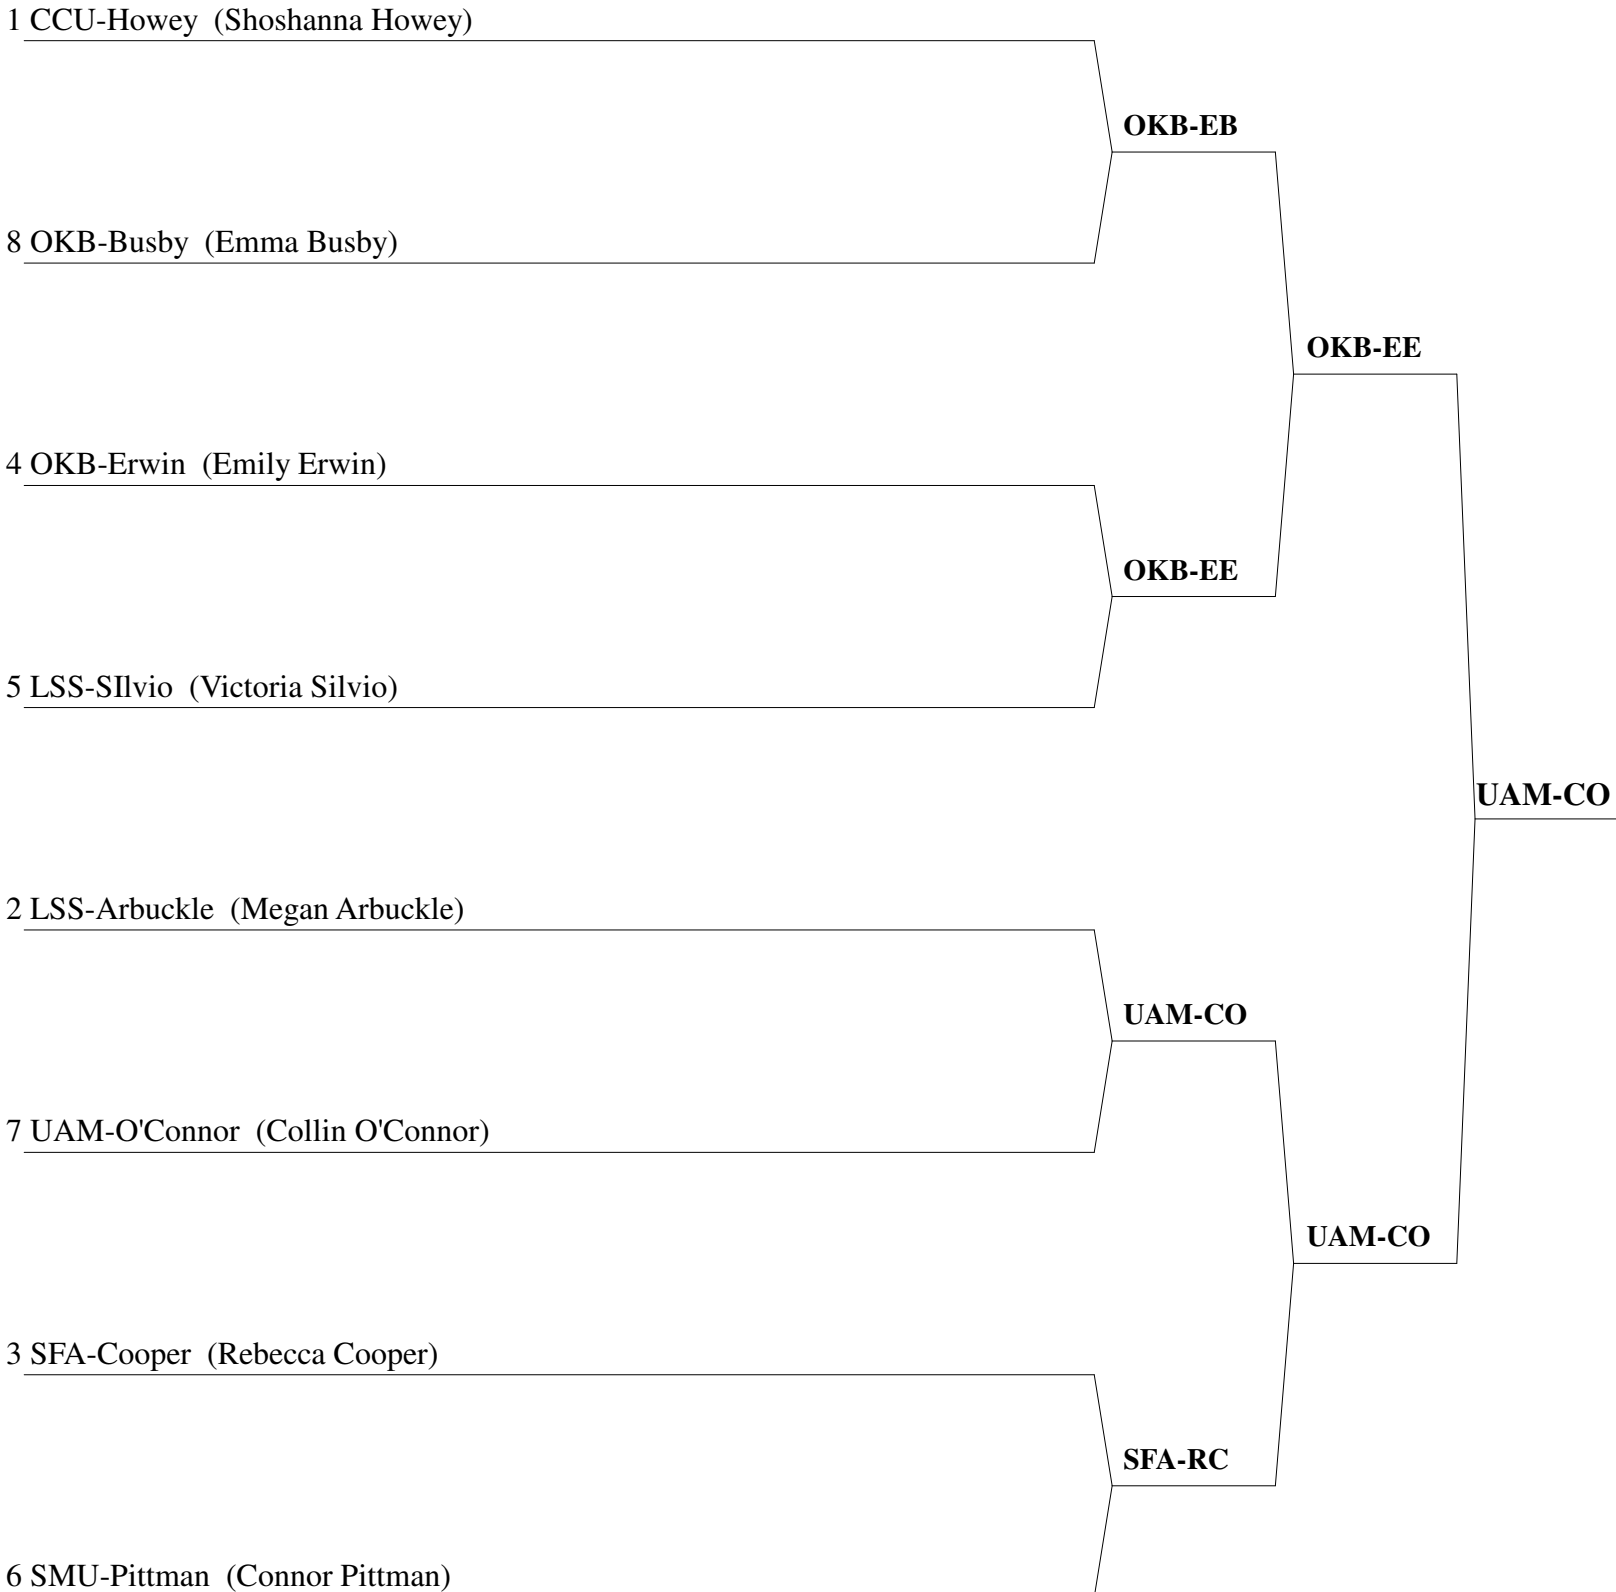 1 CCU-Howey (Shoshanna Howey)
OKB-EB
8 OKB-Busby (Emma Busby)
OKB-EE
4 OKB-Erwin (Emily Erwin)
OKB-EE
5 LSS-SIlvio (Victoria Silvio)
UAM-CO
2 LSS-Arbuckle (Megan Arbuckle)
UAM-CO
7 UAM-O'Connor (Collin O'Connor)
UAM-CO
3 SFA-Cooper (Rebecca Cooper)
SFA-RC
6 SMU-Pittman (Connor Pittman)